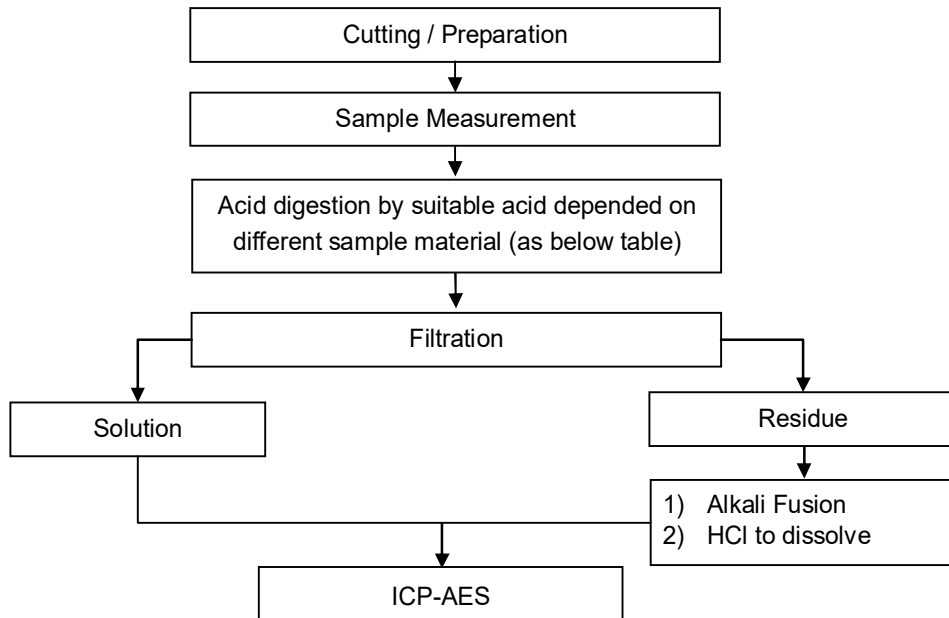 Cutting / Preparation
Sample Measurement
Acid digestion by suitable acid depended on
different sample material (as below table)
Filtration
Solution
Residue
1) Alkali Fusion
2) HCl to dissolve
ICP-AES